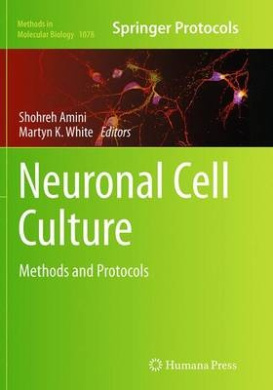 Methods in
Molecular Biology 1078
Springer Protocols
Shohreh Amini
Martyn K. White Editors
Neuronal Cell
Culture
Methods and Protocols
Humana Press